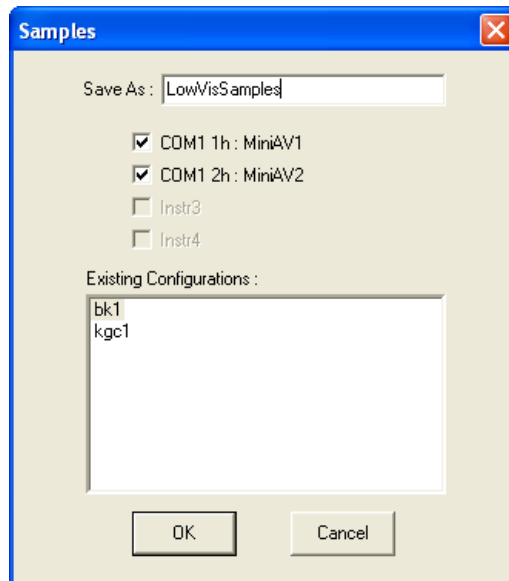 Samples
Save As : LowVisSamples
COM1 1h : MiniAV1
COM1 2h : MiniAV2
Instr3
Instr4
Existing Configurations :
bk1
kgc1
OK Cancel